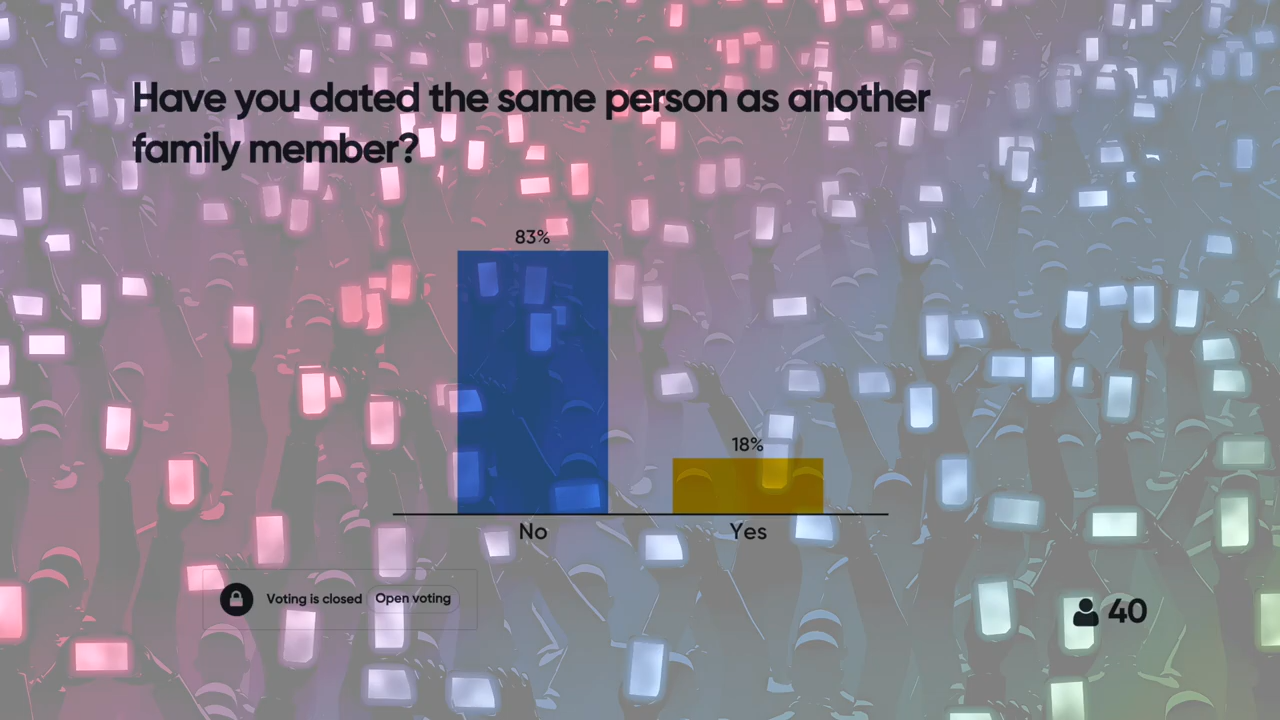 Have you dated the same person as another
family member?
83%
18%
No
Yes
Voting is closed
Open voting
40